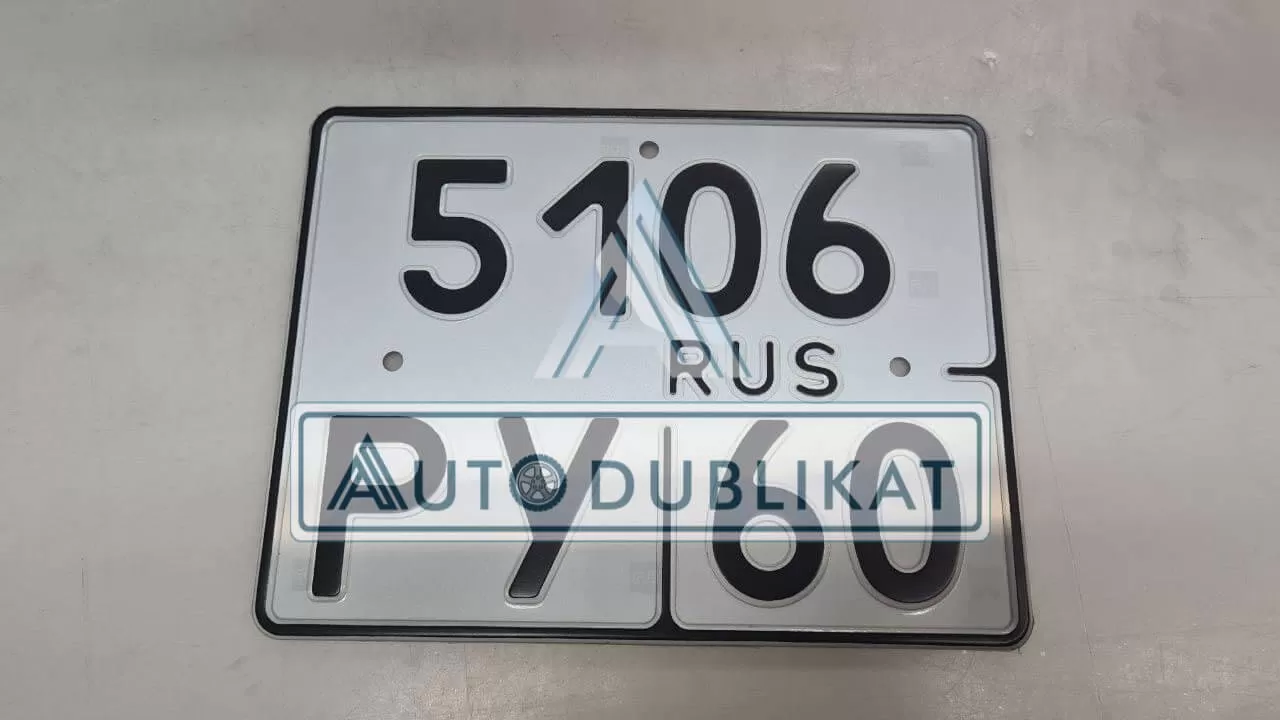 5106
RUS
РУ 60
AUTODUBLIKAT